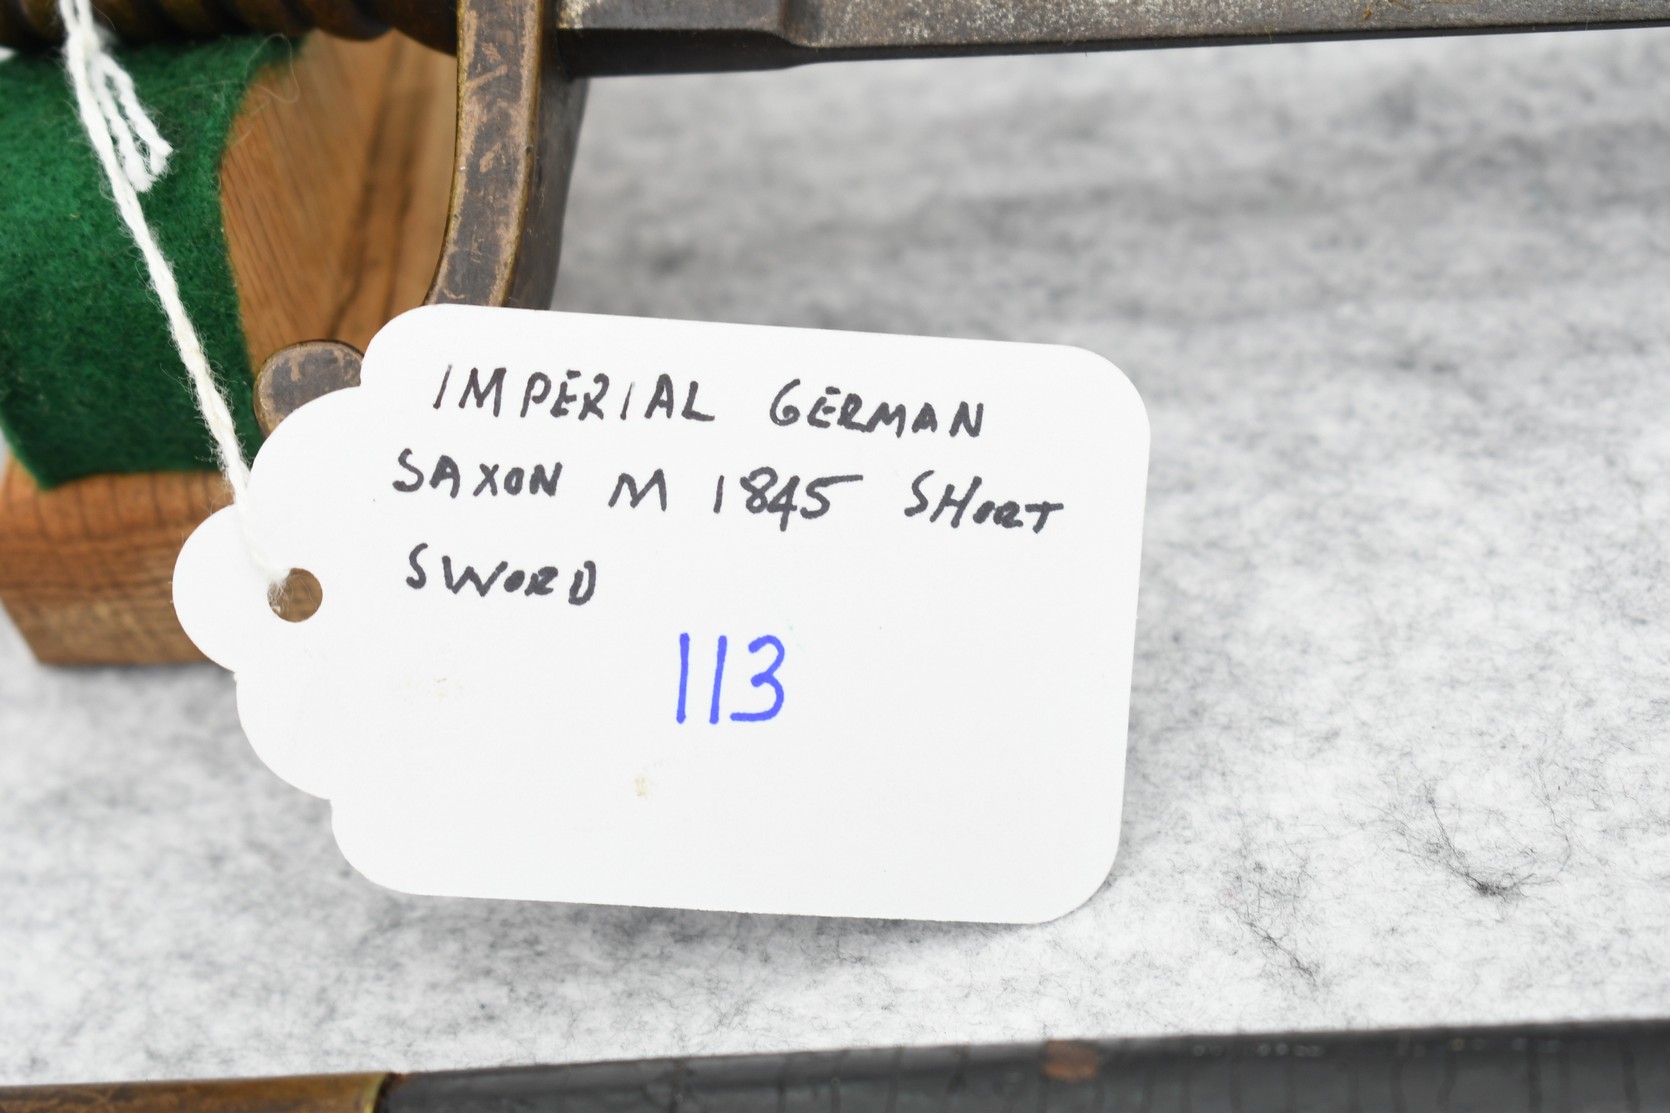 IMPERIAL GERMAN
SAXON M 1845 SHORT
SWORD
113